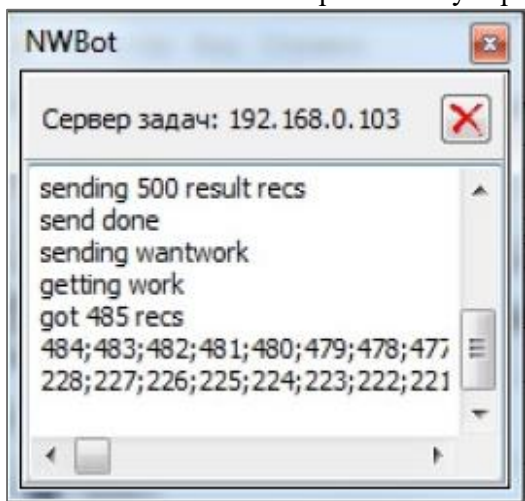 NWBot
Сервер задач: 192.168.0.103
sending 500 result recs
send done
sending wantwork
getting work
got 485 recs
484;483;482;481;480;479;478;477
228;227;226;225;224;223;222;221